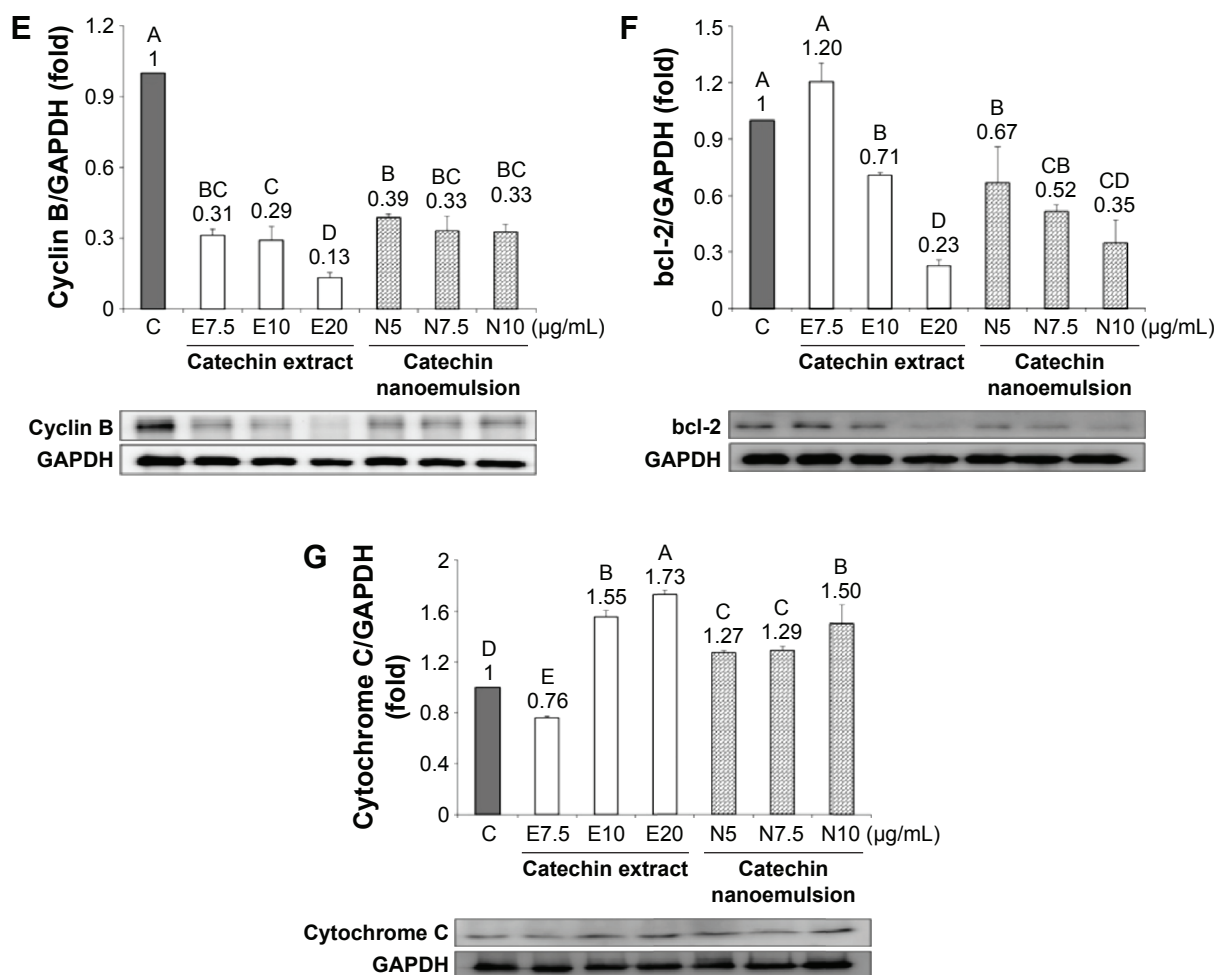 E
Cyclin B/GAPDH (fold)
1.2
0.9
0.6
0.3
0
A
1
BC
0.31
C
0.29
D
0.13
B
0.39
BC
0.33
BC
0.33
C E7.5 E10 E20 N5 N7.5 N10 (µg/mL)
Catechin extract
Catechin
nanoemulsion
Cyclin B
GAPDH
F
bcl-2/GAPDH (fold)
1.5
1.2
0.9
0.6
0.3
0
A
1
A
1.20
B
0.71
D
0.23
B
0.67
CB
0.52
CD
0.35
C E7.5 E10 E20 N5 N7.5 N10 (µg/mL)
Catechin extract
Catechin
nanoemulsion
bcl-2
GAPDH
G
Cytochrome C/GAPDH
(fold)
2
1.6
1.2
0.8
0.4
0
D
1
E
0.76
B
1.55
A
1.73
C
1.27
C
1.29
B
1.50
C E7.5 E10 E20 N5 N7.5 N10 (µg/mL)
Catechin extract
Catechin
nanoemulsion
Cytochrome C
GAPDH